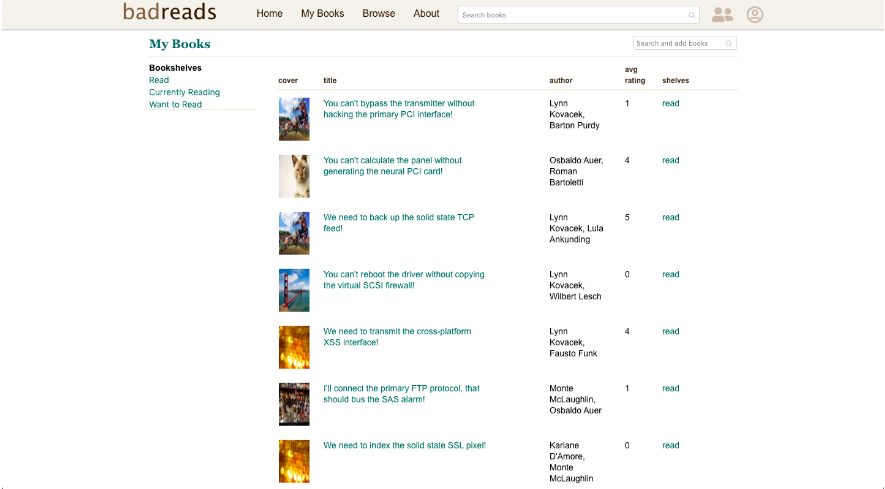 badreads
Home My Books Browse About
Search books
My Books
Search and add books
Bookshelves
Read
Currently Reading
Want to Read
cover title author avg rating shelves
You can't bypass the transmitter without
hacking the primary PCI interface!
Lynn
Kovacek,
Barton Purdy
1
read
You can't calculate the panel without
generating the neural PCI card!
Osbaldo Auer,
Roman
Bartoletti
4
read
We need to back up the solid state TCP
feed!
Lynn
Kovacek, Lula
Ankunding
5
read
You can't reboot the driver without copying
the virtual SCSI firewall!
Lynn
Kovacek,
Wilbert Lesch
0
read
We need to transmit the cross-platform
XSS interface!
Lynn
Kovacek,
Fausto Funk
4
read
I'll connect the primary FTP protocol, that
should bus the SAS alarm!
Monte
McLaughlin,
Osbaldo Auer
1
read
We need to index the solid state SSL pixel!
Kariane
D'Amore,
Monte
McLaughlin
0
read